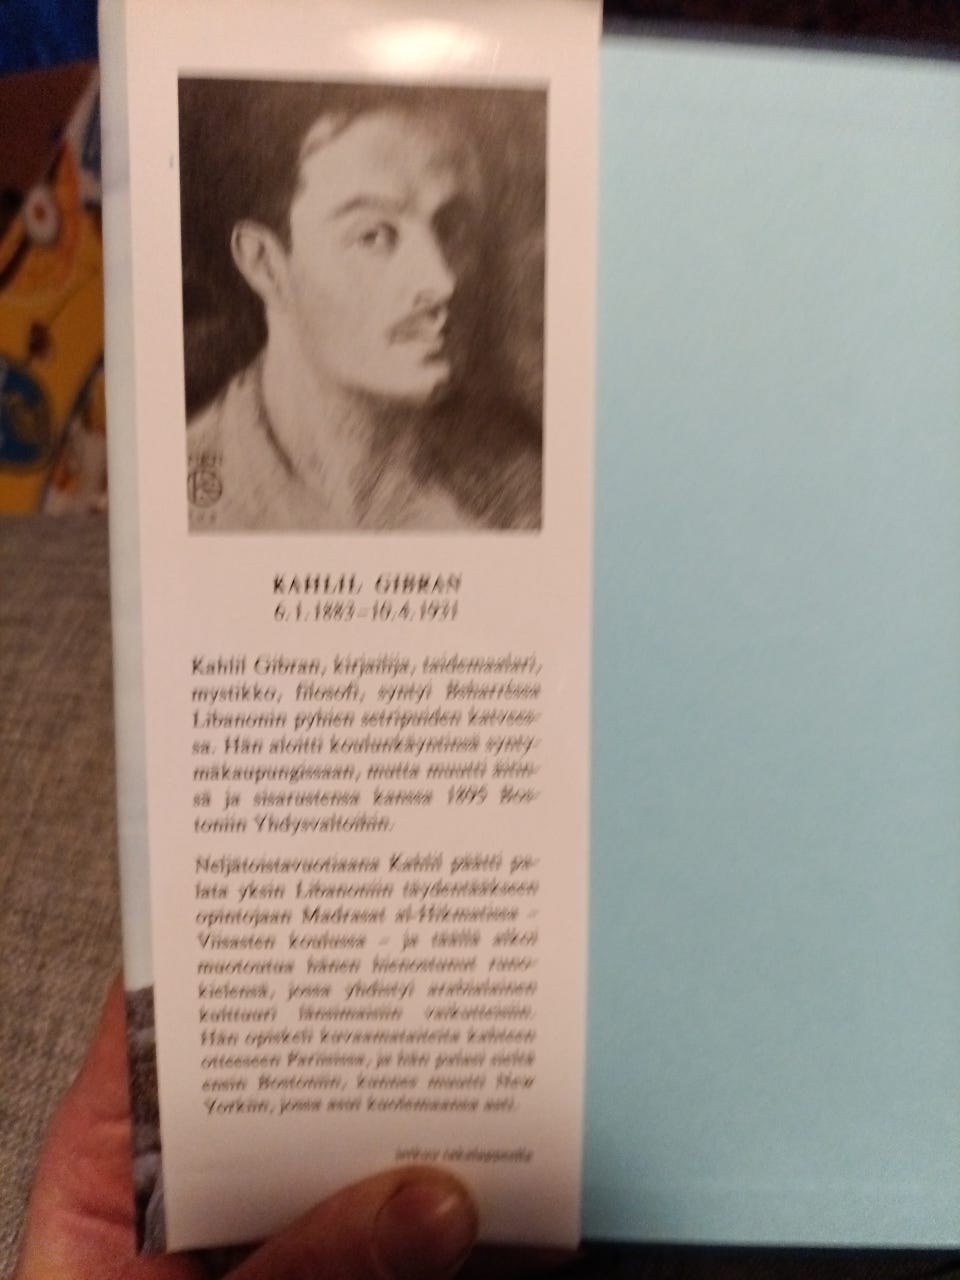 KAHLIL GIBRAN
6.1.1883–10.4.1931
Kahlil Gibran, kirjailija, taidemaalari,
mystikko, filosofi, syntyi Bsharréssa
Libanonin pyhien setripuiden katvees-
sa. Hän aloitti koulunkäyntinsä synty-
mäkaupungissaan, mutta muutti äitin-
sä ja sisarustensa kanssa 1895 Bos-
toniin Yhdysvaltoihin.
Neljätoistavuotiaana Kahlil päätti pa-
lata yksin Libanoniin täydentääkseen
opintojaan Madrasat al-Hikmatissa –
Viisasten koulussa – ja täällä alkoi
muotoutua hänen hienostunut runo-
kielensä, jossa yhdistyi arabialainen
kulttuuri länsimaisiin vaikutteisiin.
Hän opiskeli kuvaamataiteita kahteen
otteeseen Pariisissa, ja hän palasi sieltä
ensin Bostoniin, kunnes muutti New
Yorkiin, jossa asui kuolemaansa asti.
jatkuu takaliepeellä